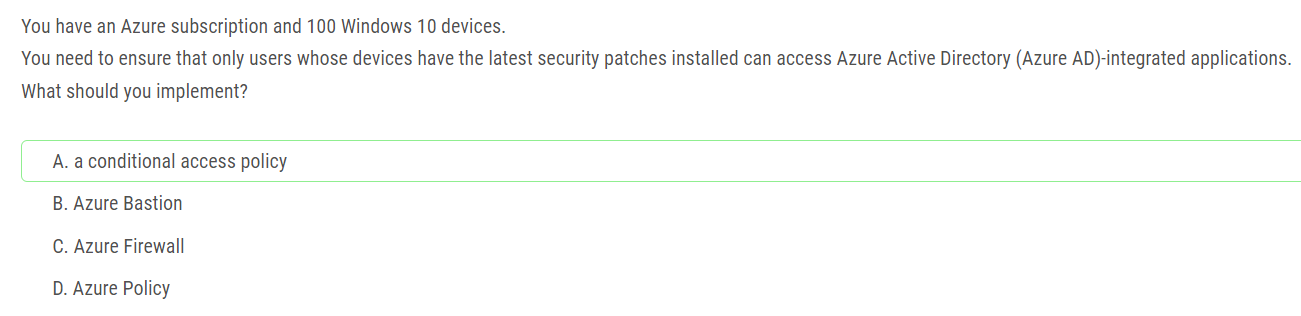 You have an Azure subscription and 100 Windows 10 devices.
You need to ensure that only users whose devices have the latest security patches installed can access Azure Active Directory (Azure AD)-integrated applications.
What should you implement?
A. a conditional access policy
B. Azure Bastion
C. Azure Firewall
D. Azure Policy